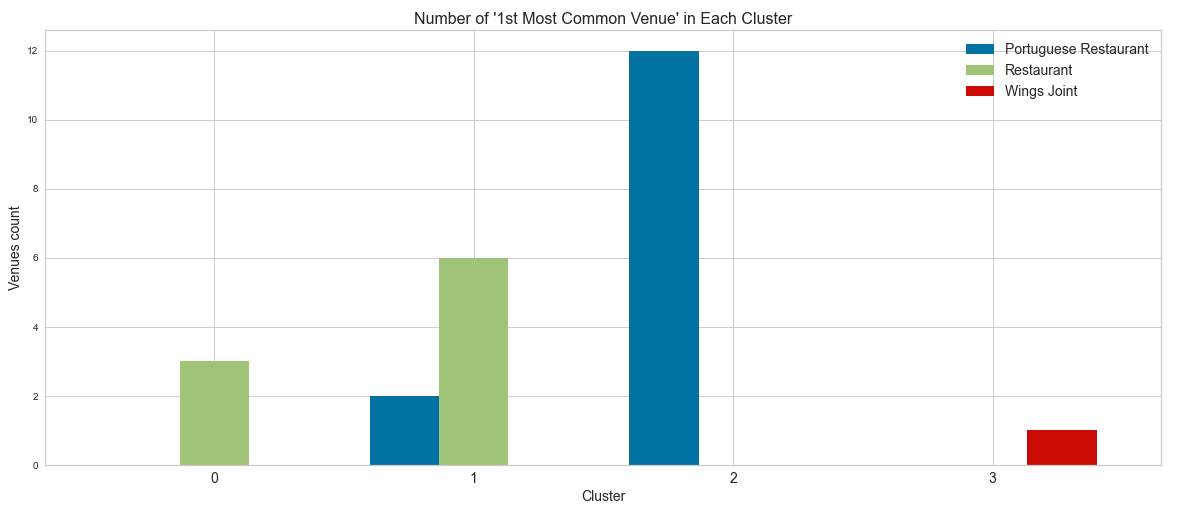 Number of '1st Most Common Venue' in Each Cluster
Portuguese Restaurant
Restaurant
Wings Joint
Venues count
12
10
8
6
4
2
0
0 1 2 3
Cluster